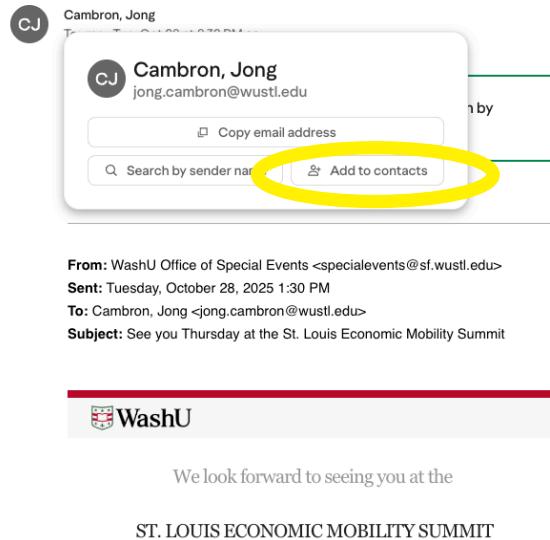 CJ
Cambron, Jong
CJ
Cambron, Jong
jong.cambron@wustl.edu
n by
Copy email address
Search by sender na
Add to contacts
From: WashU Office of Special Events <specialevents@sf.wustl.edu>
Sent: Tuesday, October 28, 2025 1:30 PM
To: Cambron, Jong <jong.cambron@wustl.edu>
Subject: See you Thursday at the St. Louis Economic Mobility Summit
WashU
We look forward to seeing you at the
ST. LOUIS ECONOMIC MOBILITY SUMMIT